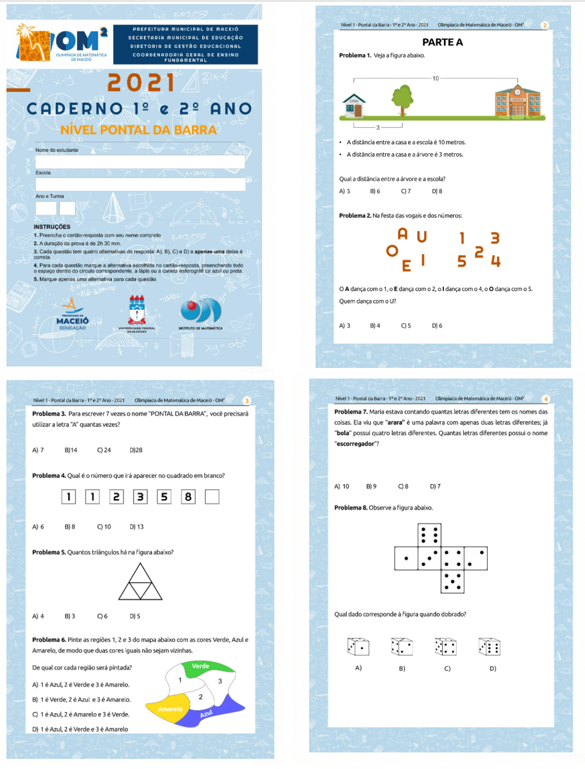 OM²
OLIMPÍADA DE MATEMÁTICA
DE MACEIÓ
PREFEITURA MUNICIPAL DE MACEIÓ
SECRETARIA MUNICIPAL DE EDUCAÇÃO
DIRETORIA DE GESTÃO EDUCACIONAL
COORDENADORIA GERAL DE ENSINO
FUNDAMENTAL
2021
CADERNO 1º e 2º ANO
NÍVEL PONTAL DA BARRA
Nome do estudante
Escola
Ano e Turma
INSTRUÇÕES
1. Preencha o cartão-resposta com seu nome completo
2. A duração da prova é de 2h 30 min.
3. Cada questão tem quatro alternativas de resposta: A), B), C) e D) e apenas uma delas é
correta.
4. Para cada questão marque a alternativa escolhida no cartão-resposta, preenchendo todo
o espaço dentro do círculo correspondente, a lápis ou a caneta esferográfica azul ou preta.
5. Marque apenas uma alternativa para cada questão.
PREFEITURA DE
MACEIÓ
EDUCAÇÃO
UNIVERSIDADE FEDERAL
DE ALAGOAS
INSTITUTO DE MATEMÁTICA
Nível 1 - Pontal da Barra - 1º e 2º Ano - 2021 Olimpíada de Matemática de Maceió - OM² 2
PARTE A
Problema 1. Veja a figura abaixo.
10
3
• A distância entre a casa e a escola é 10 metros.
• A distância entre a casa e a árvore é 3 metros.
Qual a distância entre a árvore e a escola?
A) 5 B) 6 C) 7 D) 8
Problema 2. Na festa das vogais e dos números:
A U 1 3
O 2
E I 5 4
O A dança com o 1, o E dança com o 2, o I dança com o 4, o O dança com o 5.
Quem dança com o U?
A) 3 B) 4 C) 5 D) 6
Nível 1 - Pontal da Barra - 1º e 2º Ano - 2021 Olimpíada de Matemática de Maceió - OM² 3
Problema 3. Para escrever 7 vezes o nome "PONTAL DA BARRA", você precisará
utilizar a letra "A" quantas vezes?
A) 7 B)14 C) 24 D)28
Problema 4. Qual é o número que irá aparecer no quadrado em branco?
1 1 2 3 5 8
A) 6 B) 8 C) 10 D) 13
Problema 5. Quantos triângulos há na figura abaixo?
A) 4 B) 3 C) 6 D) 5
Problema 6. Pinte as regiões 1, 2 e 3 do mapa abaixo com as cores Verde, Azul e
Amarelo, de modo que duas cores iguais não sejam vizinhas.
De qual cor cada região será pintada?
A) 1 é Azul, 2 é Verde e 3 é Amarelo.
B) 1 é Verde, 2 é Azul e 3 é Amarelo.
C) 1 é Azul, 2 é Amarelo e 3 é Verde.
D) 1 é Azul, 2 é Verde e 3 é Amarelo
Verde
1
3
2
Amarelo
Azul
Nível 1 - Pontal da Barra - 1º e 2º Ano - 2021 Olimpíada de Matemática de Maceió - OM² 4
Problema 7. Maria estava contando quantas letras diferentes tem os nomes das
coisas. Ela viu que "arara" é uma palavra com apenas duas letras diferentes; já
"bola" possui quatro letras diferentes. Quantas letras diferentes possui o nome
"escorregador"?
A) 10 B) 9 C) 8 D) 7
Problema 8. Observe a figura abaixo.
Qual dado corresponde à figura quando dobrado?
A) B) C) D)